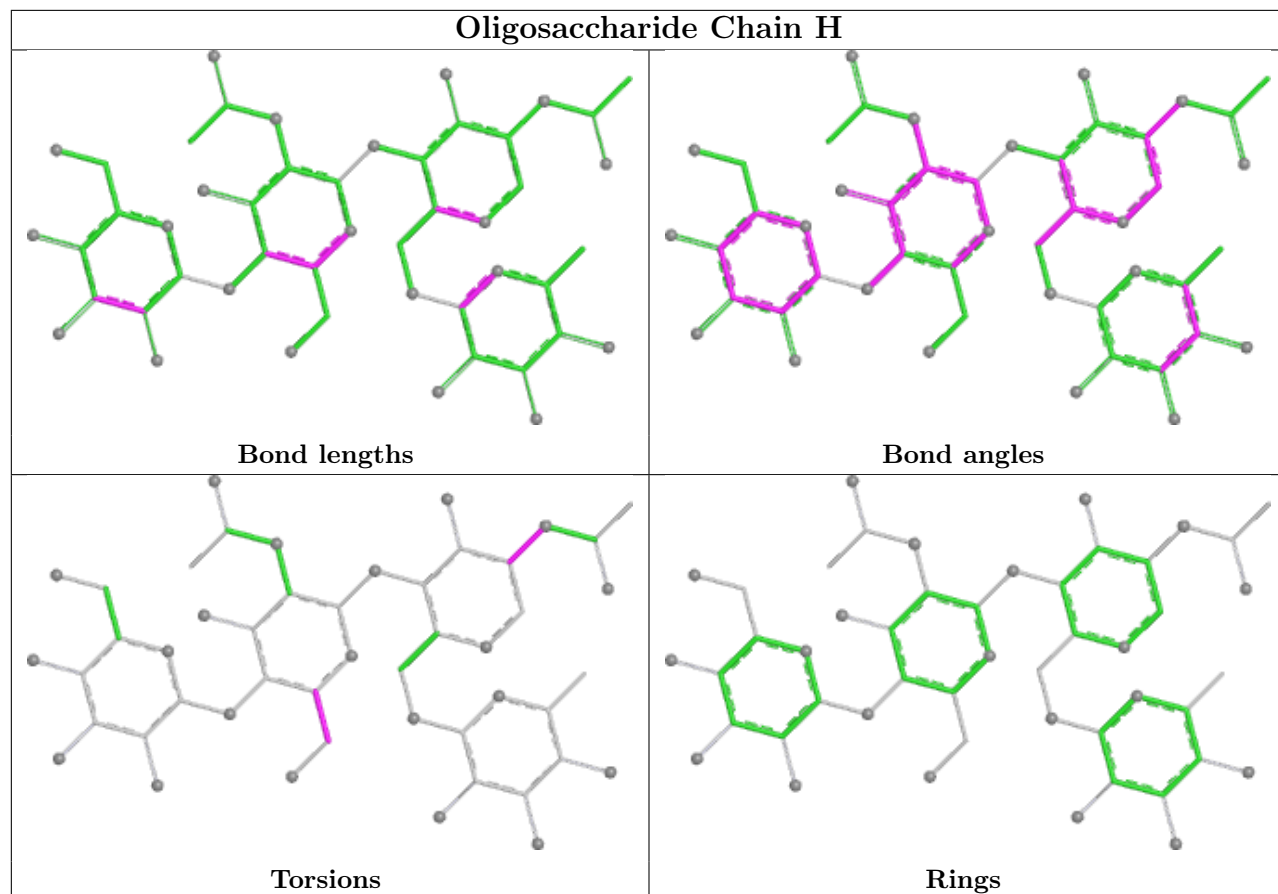 Oligosaccharide Chain H
Bond lengths
Bond angles
Torsions
Rings